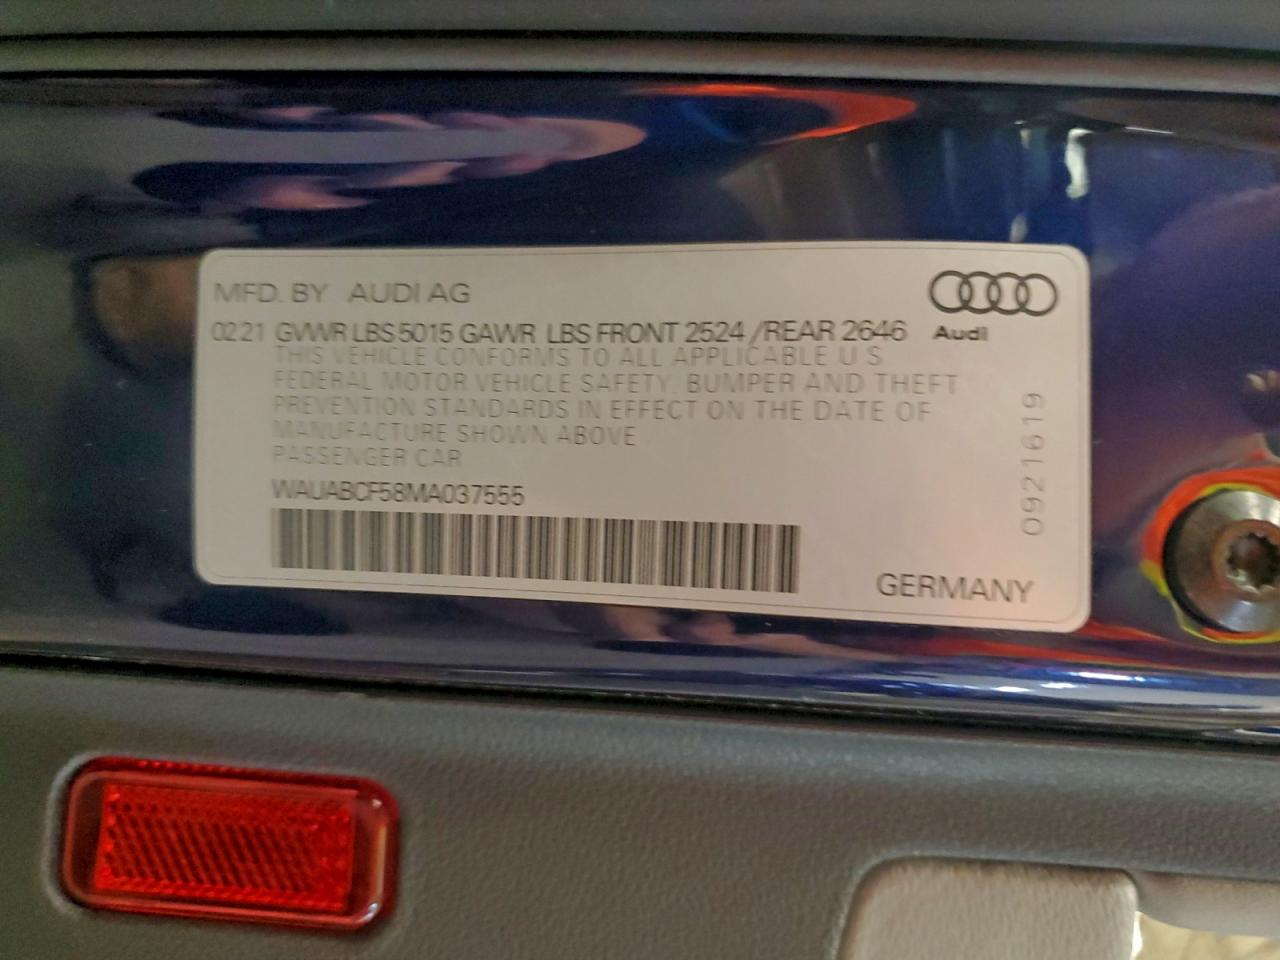 MFD. BY AUDI AG
0221 GVWR LBS 5015 GAWR LBS FRONT 2524 /REAR 2646
Audi
THIS VEHICLE CONFORMS TO ALL APPLICABLE U S
FEDERAL MOTOR VEHICLE SAFETY. BUMPER AND THEFT
PREVENTION STANDARDS IN EFFECT ON THE DATE OF
MANUFACTURE SHOWN ABOVE
PASSENGER CAR
WAUABCF58MA037555
0921619
GERMANY